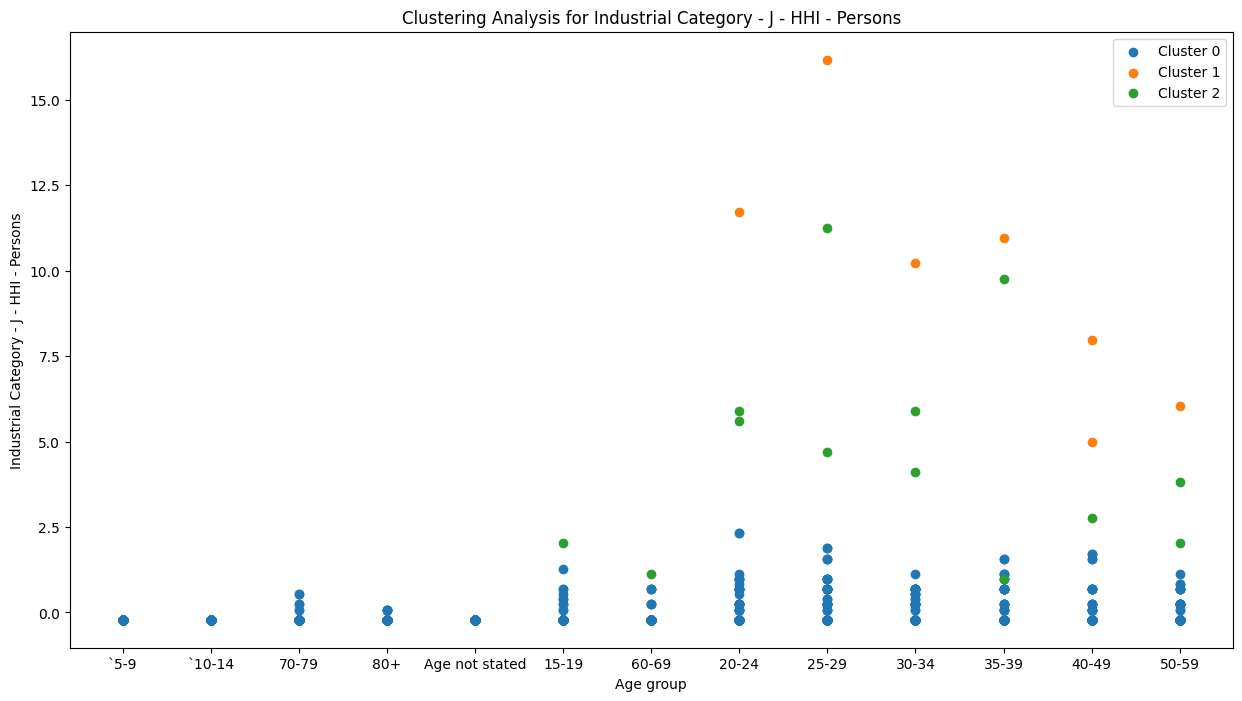 Clustering Analysis for Industrial Category - J - HHI - Persons
Cluster 0
Cluster 1
Cluster 2
Industrial Category - J - HHI - Persons
15.0
12.5
10.0
7.5
5.0
2.5
0.0
`5-9 `10-14 70-79 80+ Age not stated 15-19 60-69 20-24 25-29 30-34 35-39 40-49 50-59
Age group